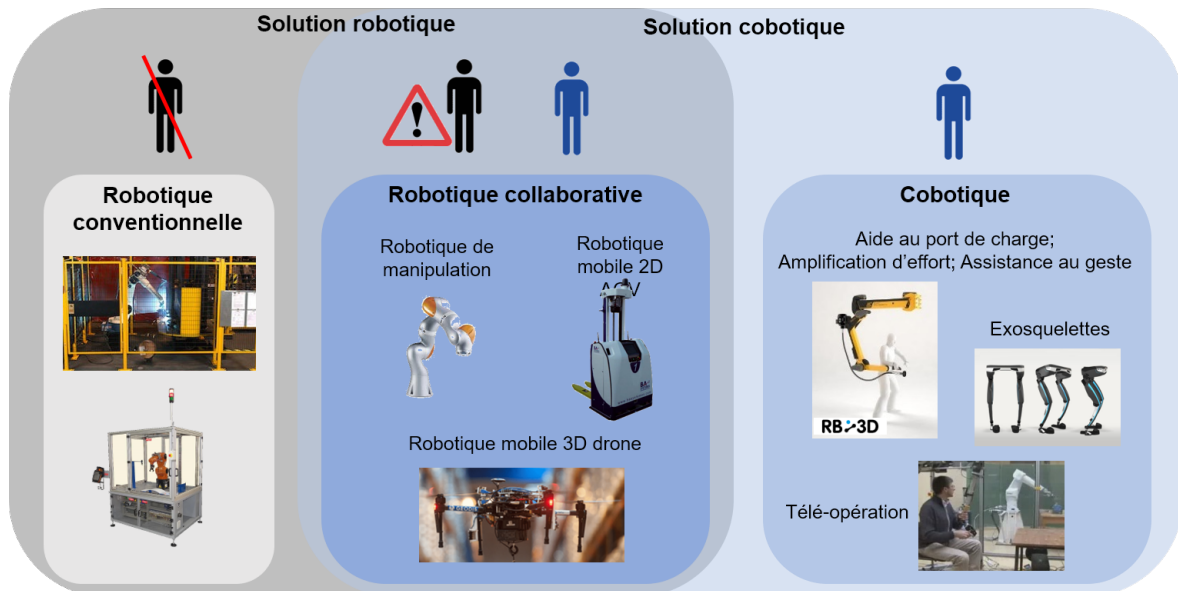 Solution robotique
Solution cobotique
Robotique
conventionnelle
Robotique collaborative
Robotique de
manipulation
Robotique
mobile 2D
AGV
Robotique mobile 3D drone
Cobotique
Aide au port de charge;
Amplification d'effort; Assistance au geste
RB3D
Exosquelettes
Télé-opération